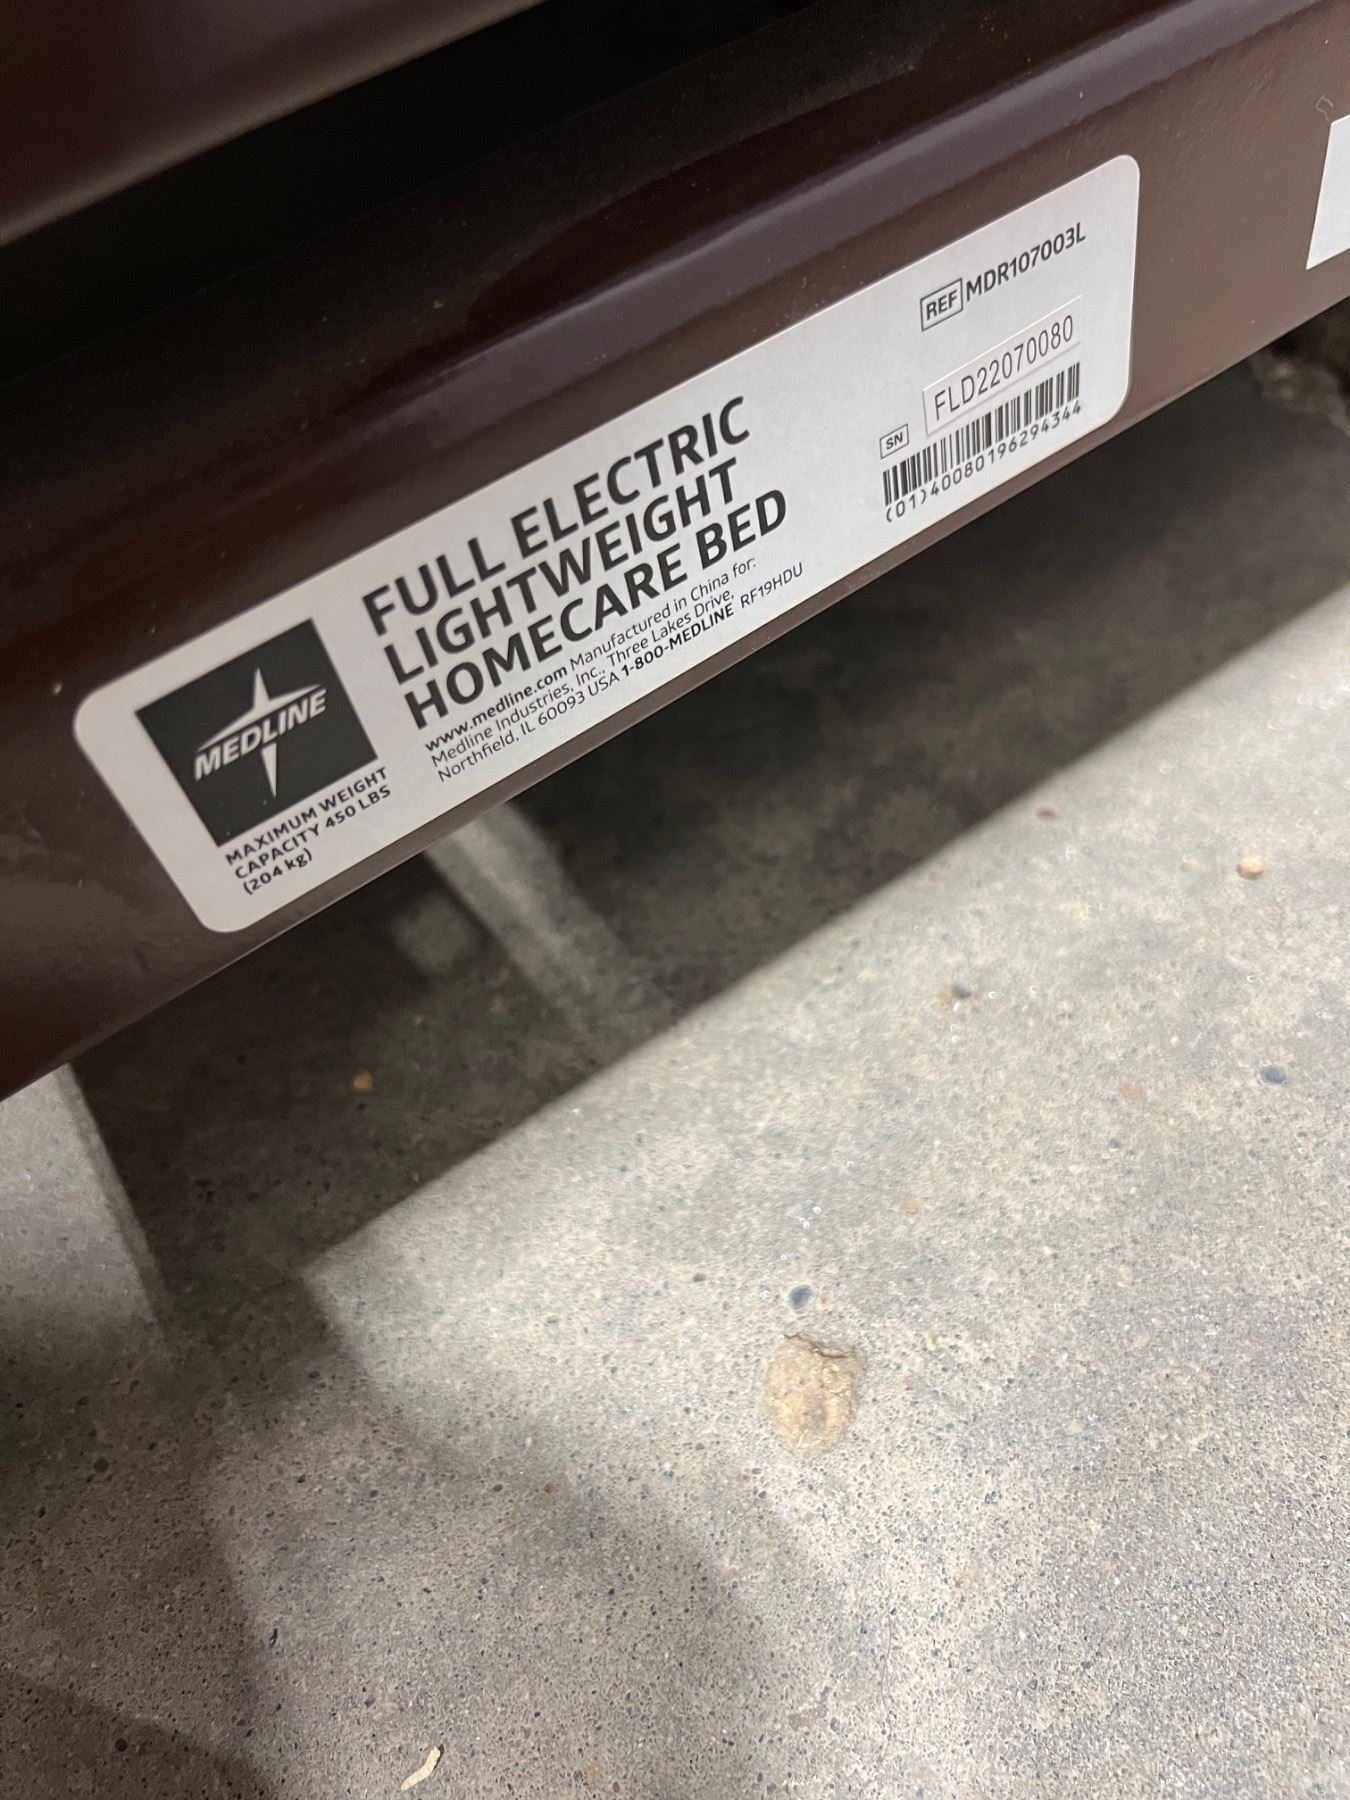 MEDLINE
MAXIMUM WEIGHT
CAPACITY 450 LBS
(204 kg)
FULL ELECTRIC
LIGHTWEIGHT
HOMECARE BED
www.medline.com Manufactured in China for:
Medline Industries, Inc., Three Lakes Drive,
Northfield, IL 60093 USA 1-800-MEDLINE RF19HDU
REF MDR107003L
SN FLD22070080
(01)40080196294344